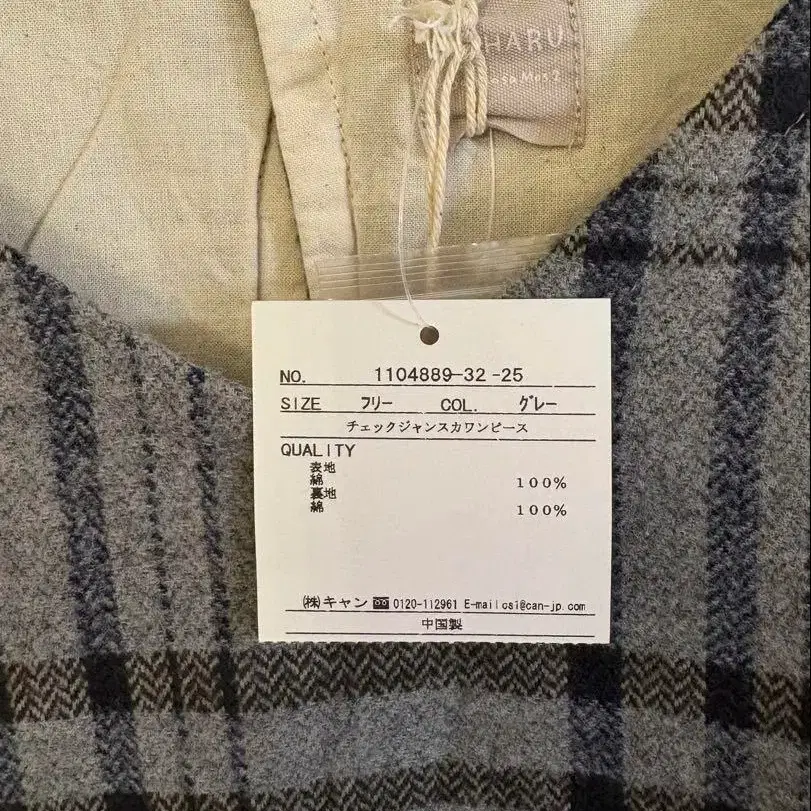 HARU
Mos2
NO. 1104889-32-25
SIZE フリー COL. グレー
チェックジャンスカワンピース
QUALITY
表地
綿 100%
裏地
綿 100%
㈱キャン 0120-112961 E-mail csi@can-jp.com
中国製